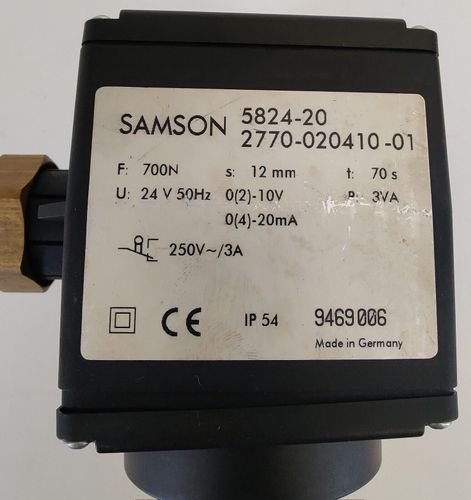 SAMSON 5824-20
2770-020410-01
F: 700N s: 12 mm t: 70 s
U: 24 V 50Hz 0(2)-10V P: 3VA
0(4)-20mA
250V~/3A
CE IP 54 9469006
Made in Germany